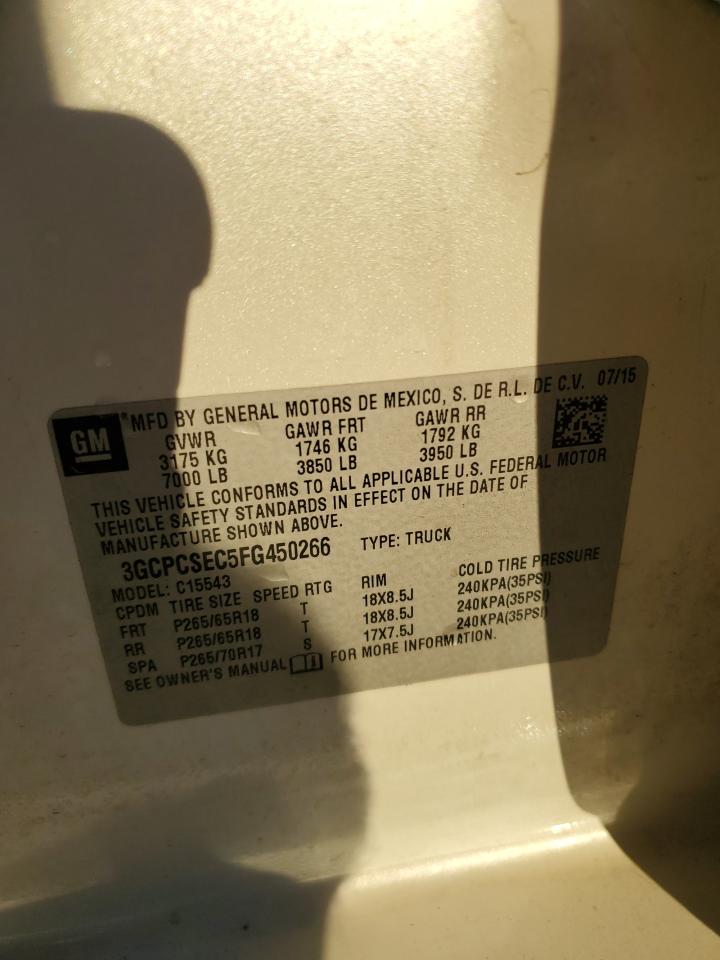 GM
*MFD BY GENERAL MOTORS DE MEXICO, S. DE R.L. DE C.V. 07/15
GVWR GAWR FRT GAWR RR
3175 KG 1746 KG 1792 KG
7000 LB 3850 LB 3950 LB
THIS VEHICLE CONFORMS TO ALL APPLICABLE U.S. FEDERAL MOTOR
VEHICLE SAFETY STANDARDS IN EFFECT ON THE DATE OF
MANUFACTURE SHOWN ABOVE.
3GCPCSEC5FG450266 TYPE: TRUCK
MODEL: C15543
CPDM TIRE SIZE SPEED RTG RIM COLD TIRE PRESSURE
FRT P265/65R18 T 18X8.5J 240KPA(35PSI)
RR P265/65R18 T 18X8.5J 240KPA(35PSI)
SPA P265/70R17 S 17X7.5J 240KPA(35PSI)
SEE OWNER'S MANUAL FOR MORE INFORMATION.